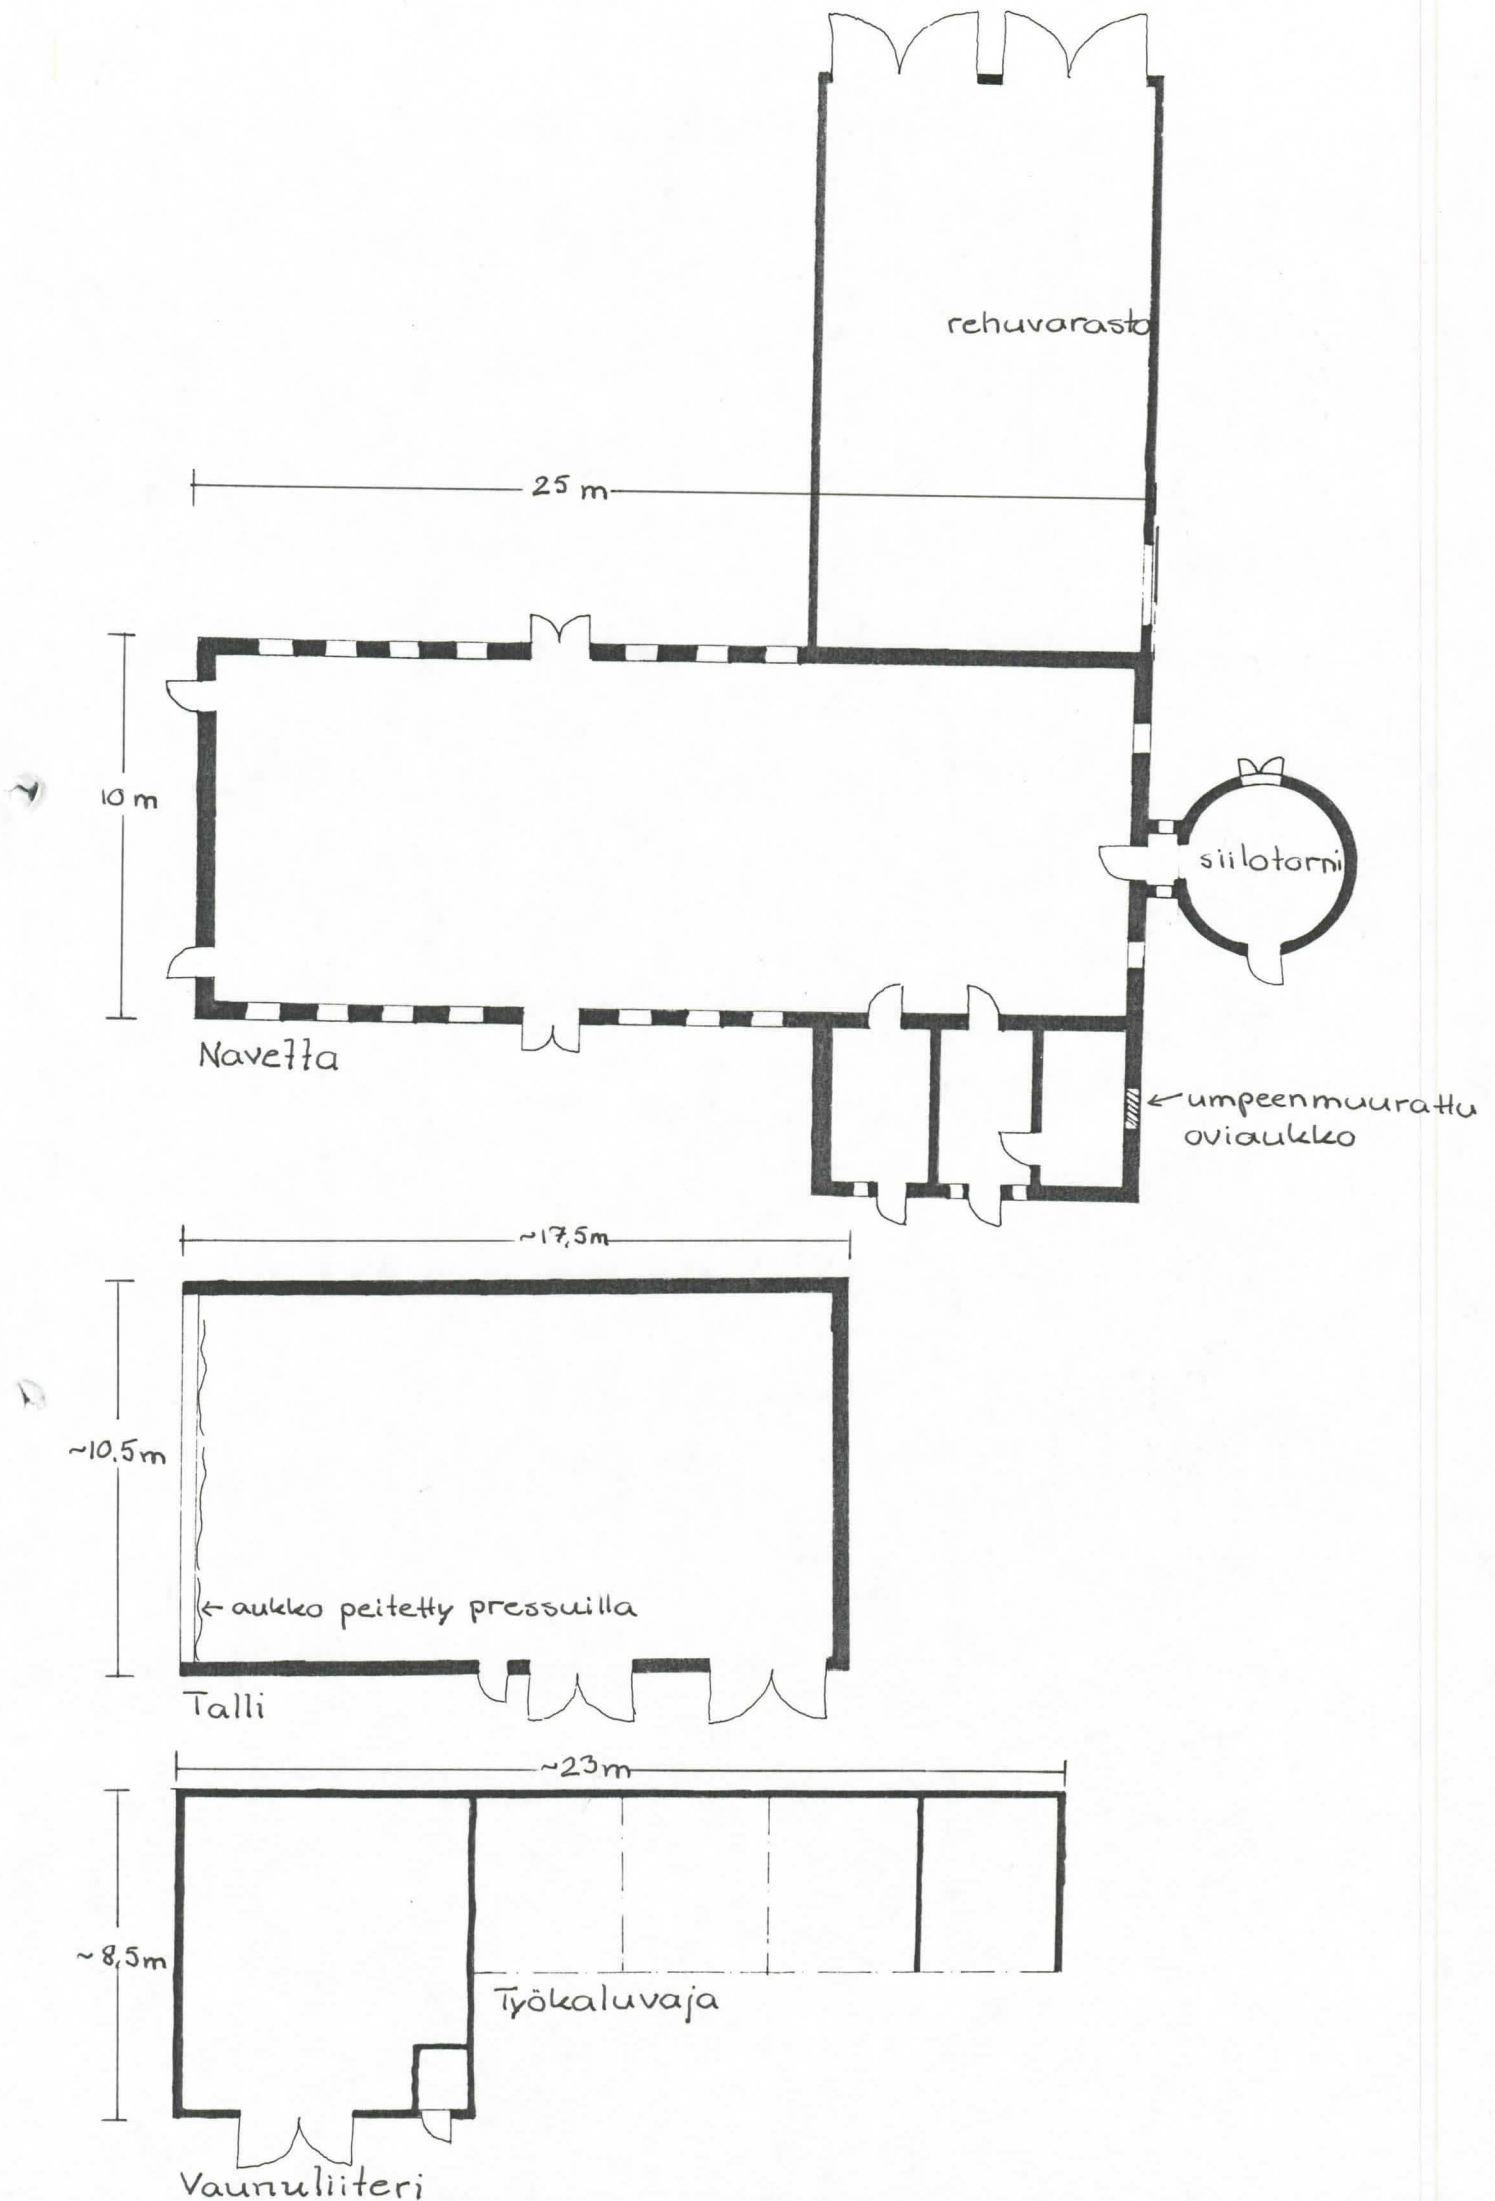 rehuvarasto
25 m
10 m
siilotorni
Navetta
umpeenmuurattu
oviaukko
~17,5m
~10,5m
aukko peitetty pressuilla
Talli
~23m
~8,5m
Työkaluvaja
Vaunuliiteri